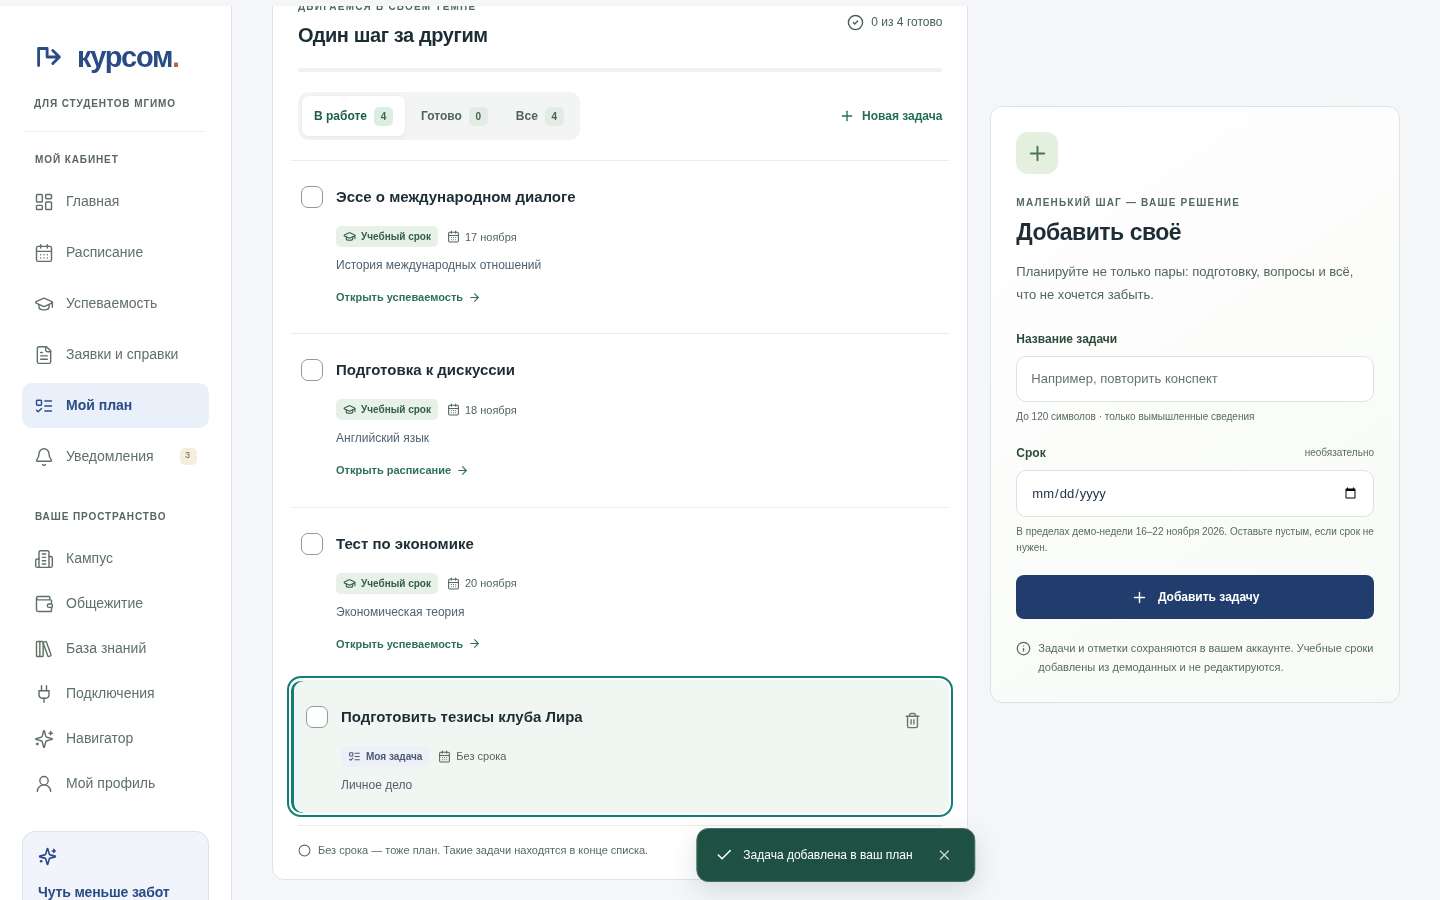 курсом.
ДЛЯ СТУДЕНТОВ МГИМО
МОЙ КАБИНЕТ
Главная
Расписание
Успеваемость
Заявки и справки
Мой план
Уведомления 3
ВАШЕ ПРОСТРАНСТВО
Кампус
Общежитие
База знаний
Подключения
Навигатор
Мой профиль
Чуть меньше забот
ДВИГАЕМСЯ В СВОЁМ ТЕМПЕ
Один шаг за другим
0 из 4 готово
В работе 4 Готово 0 Все 4
Новая задача
Эссе о международном диалоге
Учебный срок 17 ноября
История международных отношений
Открыть успеваемость
Подготовка к дискуссии
Учебный срок 18 ноября
Английский язык
Открыть расписание
Тест по экономике
Учебный срок 20 ноября
Экономическая теория
Открыть успеваемость
Подготовить тезисы клуба Лира
Моя задача Без срока
Личное дело
Без срока — тоже план. Такие задачи находятся в конце списка.
Задача добавлена в ваш план
МАЛЕНЬКИЙ ШАГ — ВАШЕ РЕШЕНИЕ
Добавить своё
Планируйте не только пары: подготовку, вопросы и всё,
что не хочется забыть.
Название задачи
Например, повторить конспект
До 120 символов · только вымышленные сведения
Срок необязательно
mm/dd/yyyy
В пределах демо-недели 16–22 ноября 2026. Оставьте пустым, если срок не
нужен.
Добавить задачу
Задачи и отметки сохраняются в вашем аккаунте. Учебные сроки
добавлены из демоданных и не редактируются.